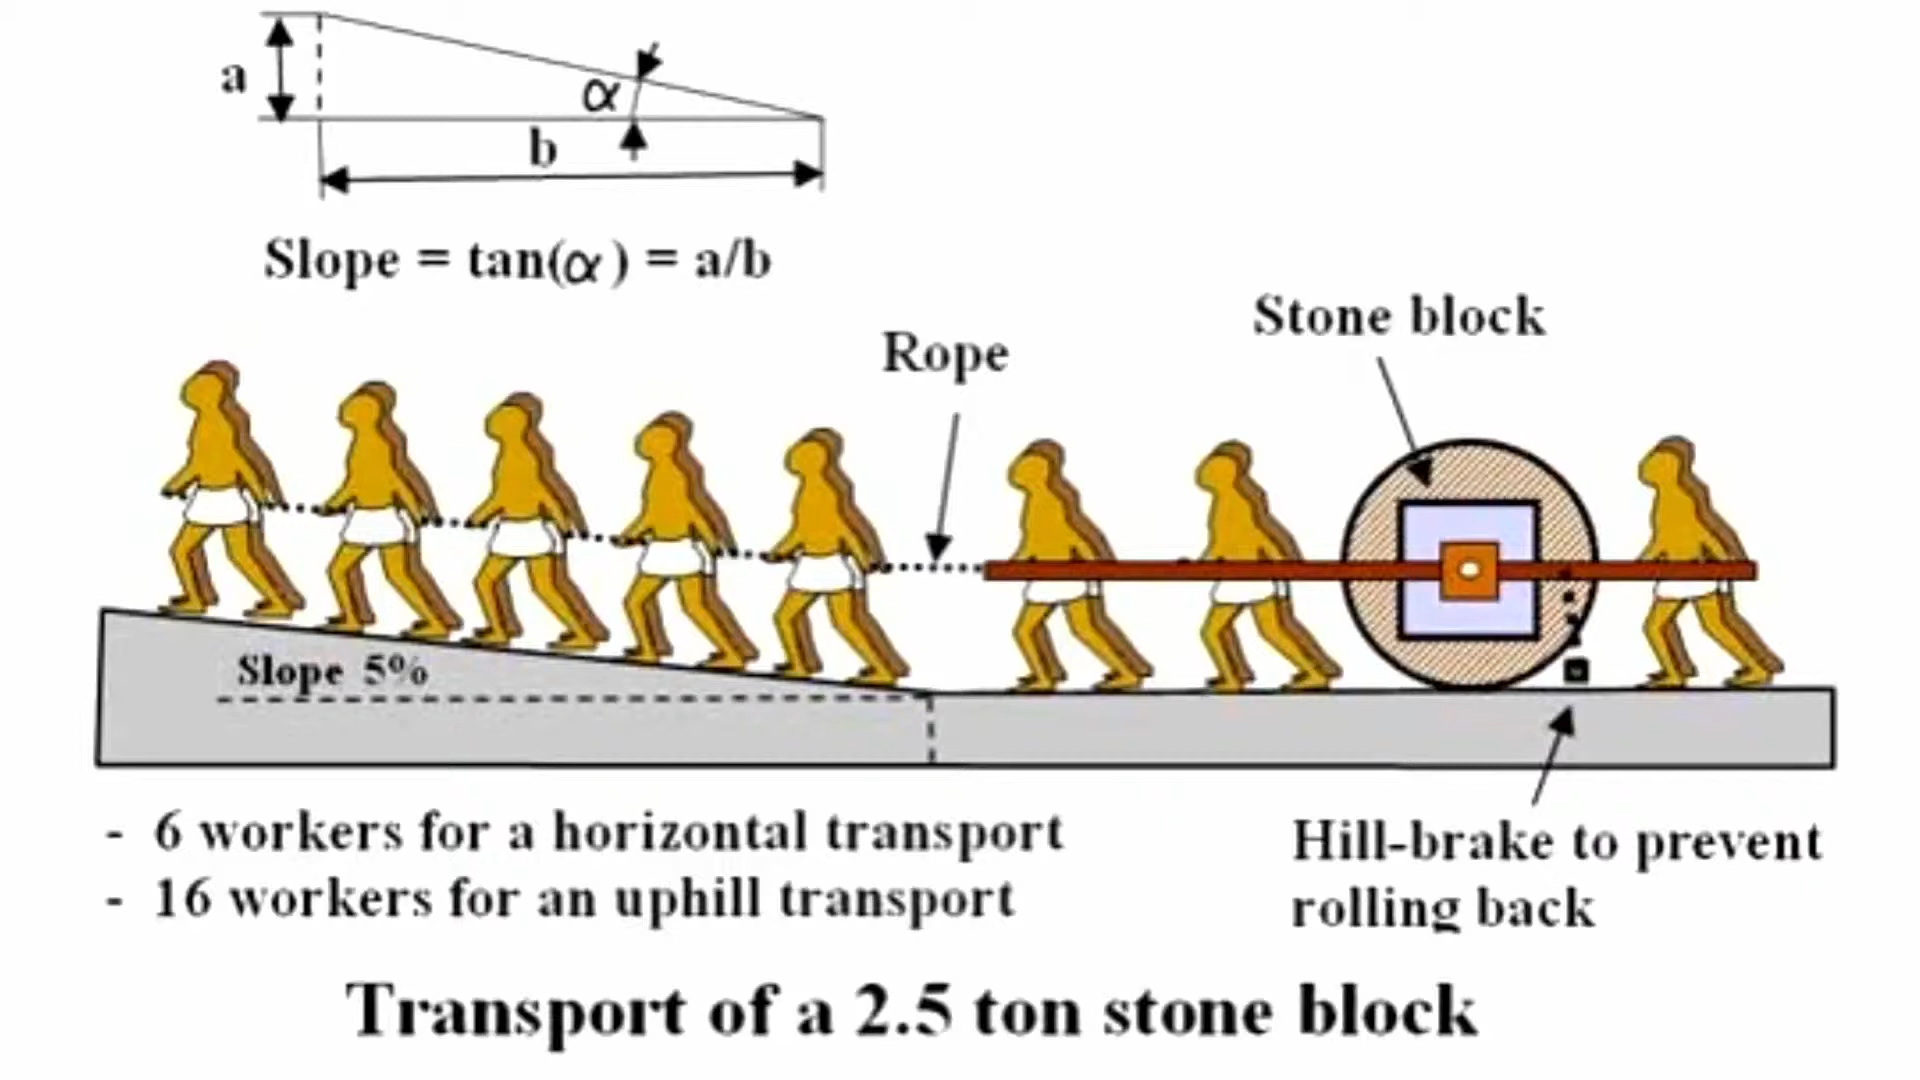 a
α
b
Slope = tan(α) = a/b
Stone block
Rope
Slope 5%
- 6 workers for a horizontal transport
- 16 workers for an uphill transport
Hill-brake to prevent
rolling back
Transport of a 2.5 ton stone block